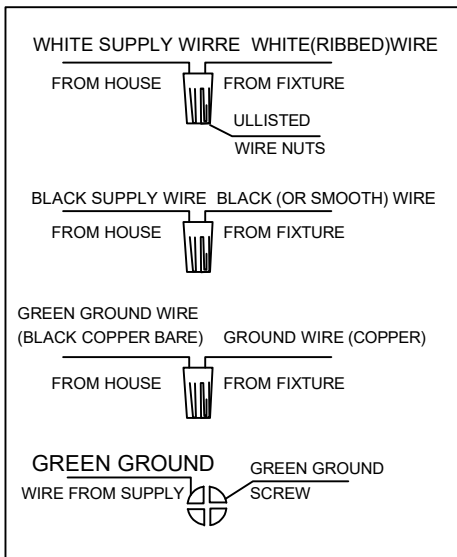 WHITE SUPPLY WIRRE WHITE(RIBBED)WIRE
FROM HOUSE FROM FIXTURE
ULLISTED
WIRE NUTS
BLACK SUPPLY WIRE BLACK (OR SMOOTH) WIRE
FROM HOUSE FROM FIXTURE
GREEN GROUND WIRE
(BLACK COPPER BARE) GROUND WIRE (COPPER)
FROM HOUSE FROM FIXTURE
GREEN GROUND GREEN GROUND
WIRE FROM SUPPLY SCREW